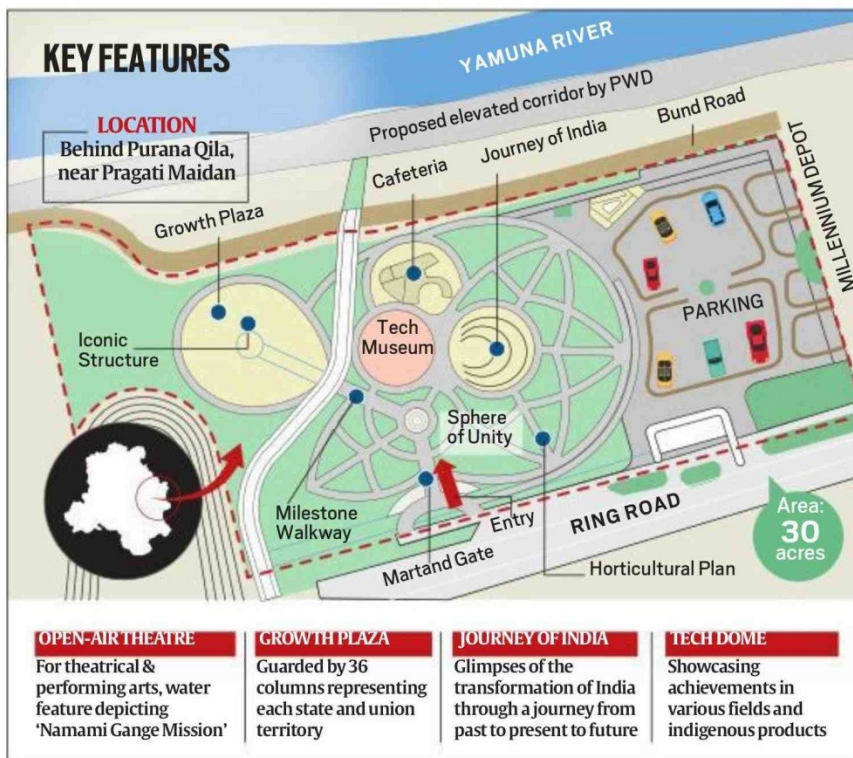 KEY FEATURES
YAMUNA RIVER
Proposed elevated corridor by PWD
LOCATION
Behind Purana Qila,
near Pragati Maidan
Journey of India
Bund Road
Cafeteria
MILLENNIUM DEPOT
Growth Plaza
PARKING
Tech
Museum
Iconic
Structure
Sphere
of Unity
Milestone
Walkway
Entry
RING ROAD
Area:
30
acres
Martand Gate
Horticultural Plan
OPEN-AIR THEATRE
For theatrical &
performing arts, water
feature depicting
‘Namami Gange Mission’
GROWTH PLAZA
Guarded by 36
columns representing
each state and union
territory
JOURNEY OF INDIA
Glimpses of the
transformation of India
through a journey from
past to present to future
TECH DOME
Showcasing
achievements in
various fields and
indigenous products